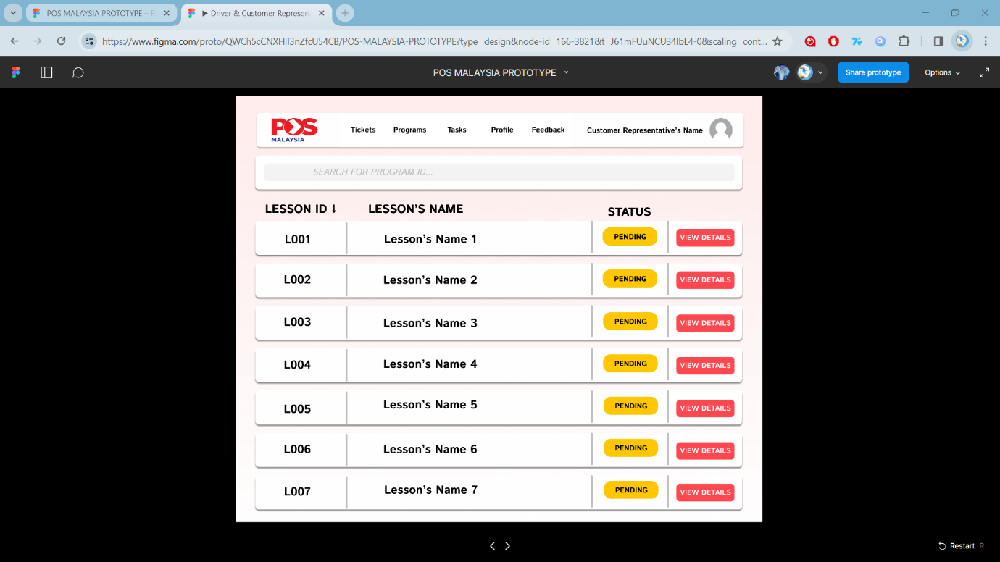 POS MALAYSIA PROTOTYPE – F
Driver & Customer Represen
https://www.figma.com/proto/QWCh5cCNXHII3nZfcU54CB/POS-MALAYSIA-PROTOTYPE?type=design&node-id=166-3821&t=J61mFUuNCU34IbL4-0&scaling=cont...
POS MALAYSIA PROTOTYPE
Share prototype
Options
POS
MALAYSIA
Tickets Programs Tasks Profile Feedback Customer Representative's Name
SEARCH FOR PROGRAM ID...
LESSON ID ↓ LESSON'S NAME STATUS
L001 Lesson's Name 1 PENDING VIEW DETAILS
L002 Lesson's Name 2 PENDING VIEW DETAILS
L003 Lesson's Name 3 PENDING VIEW DETAILS
L004 Lesson's Name 4 PENDING VIEW DETAILS
L005 Lesson's Name 5 PENDING VIEW DETAILS
L006 Lesson's Name 6 PENDING VIEW DETAILS
L007 Lesson's Name 7 PENDING VIEW DETAILS
Restart R